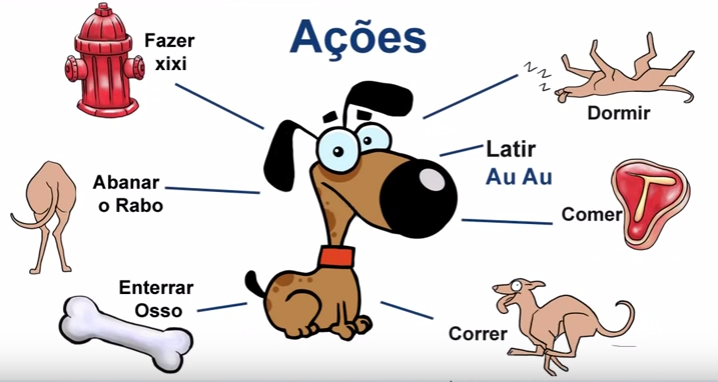 Ações
Fazer
xixi
Dormir
Latir
Au Au
Abanar
o Rabo
Comer
Enterrar
Osso
Correr